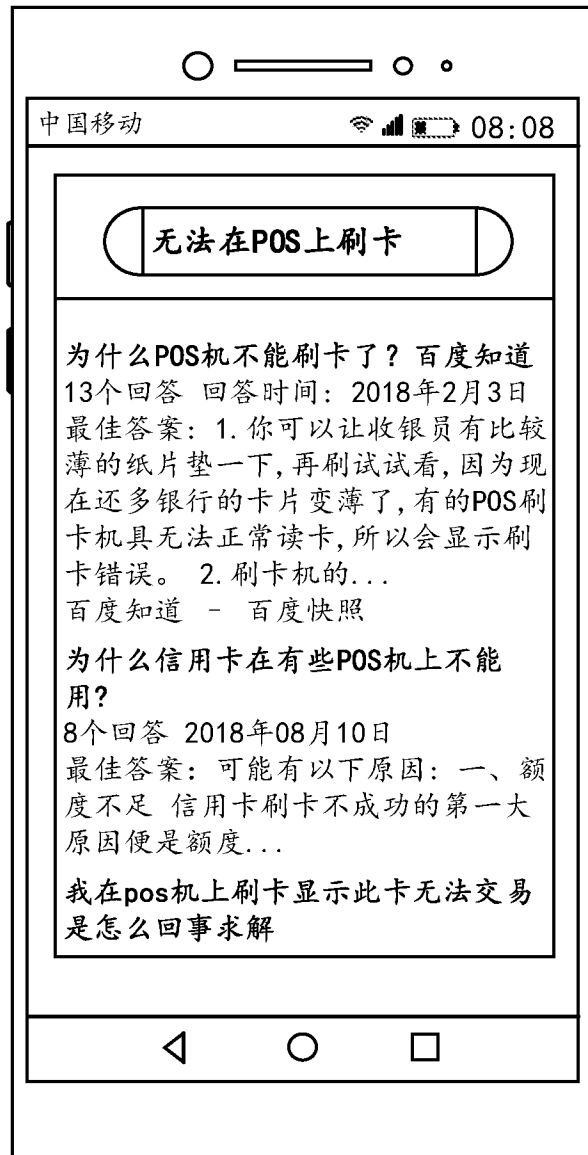 中国移动 08:08
无法在POS上刷卡
为什么POS机不能刷卡了？百度知道
13个回答 回答时间：2018年2月3日
最佳答案：1.你可以让收银员有比较
薄的纸片垫一下,再刷试试看,因为现
在还多银行的卡片变薄了,有的POS刷
卡机具无法正常读卡,所以会显示刷
卡错误。 2.刷卡机的...
百度知道 - 百度快照
为什么信用卡在有些POS机上不能
用?
8个回答 2018年08月10日
最佳答案：可能有以下原因：一、额
度不足 信用卡刷卡不成功的第一大
原因便是额度...
我在pos机上刷卡显示此卡无法交易
是怎么回事求解